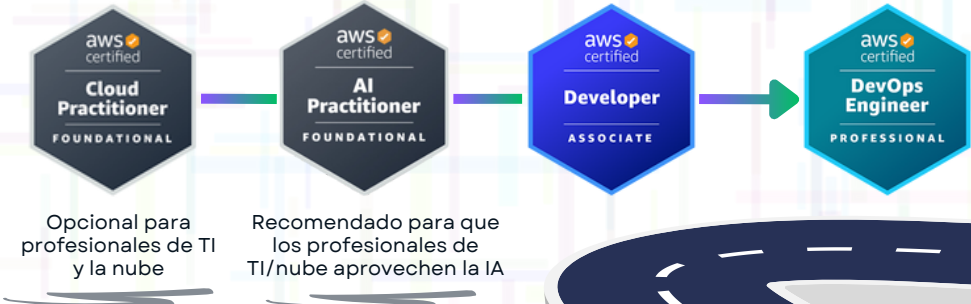 aws
certified
Cloud
Practitioner
FOUNDATIONAL
aws
certified
AI
Practitioner
FOUNDATIONAL
aws
certified
Developer
ASSOCIATE
aws
certified
DevOps
Engineer
PROFESSIONAL
Opcional para
profesionales de TI
y la nube
Recomendado para que
los profesionales de
TI/nube aprovechen la IA